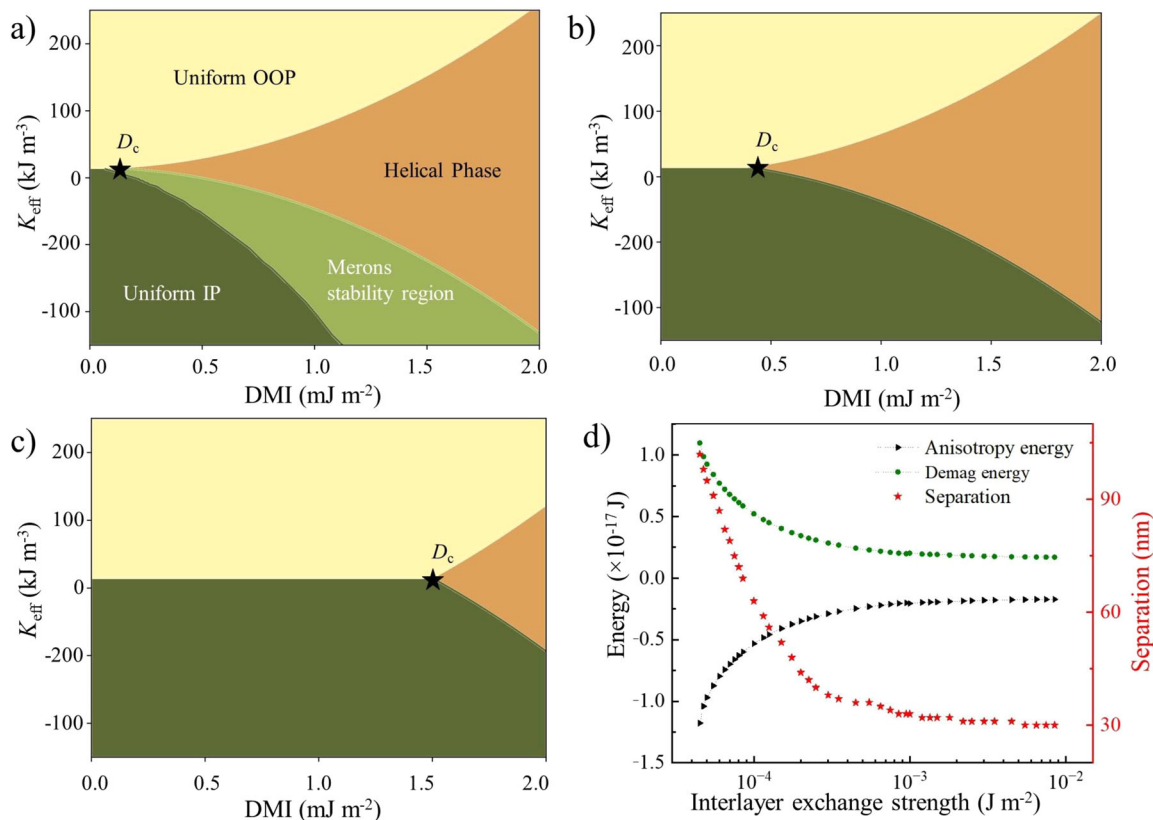 a)
200
100
0
-200
-100
K_eff (kJ m⁻³)
Uniform OOP
D_c
Helical Phase
Merons
stability region
Uniform IP
0.0 0.5 1.0 1.5 2.0
DMI (mJ m⁻²)
b)
200
100
0
-200
-100
K_eff (kJ m⁻³)
D_c
0.0 0.5 1.0 1.5 2.0
DMI (mJ m⁻²)
c)
200
100
0
-200
-100
K_eff (kJ m⁻³)
D_c
0.0 0.5 1.0 1.5 2.0
DMI (mJ m⁻²)
d)
1.0
0.5
0.0
-0.5
-1.0
-1.5
Energy (×10⁻¹⁷ J)
Anisotropy energy
Demag energy
Separation
90
60
30
Separation (nm)
10⁻⁴ 10⁻³ 10⁻²
Interlayer exchange strength (J m⁻²)